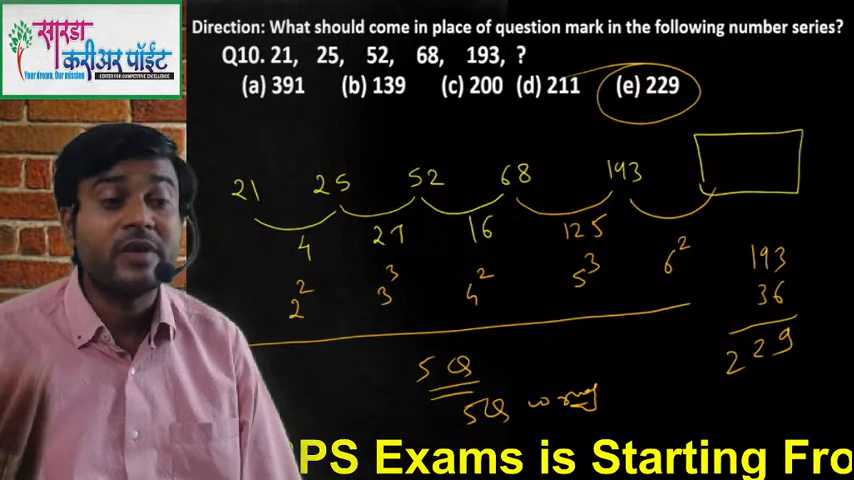 सारडा
करीअर पॉईंट
Your dream, Our mission
CENTER FOR COMPETITIVE EXCELLENCE
Direction: What should come in place of question mark in the following number series?
Q10. 21, 25, 52, 68, 193, ?
(a) 391 (b) 139 (c) 200 (d) 211 (e) 229
21 25 52 68 193
4 27 16 125
2² 3³ 4² 5³ 6²
193
36
229
5Q
5Q wrong
PS Exams is Starting Fro